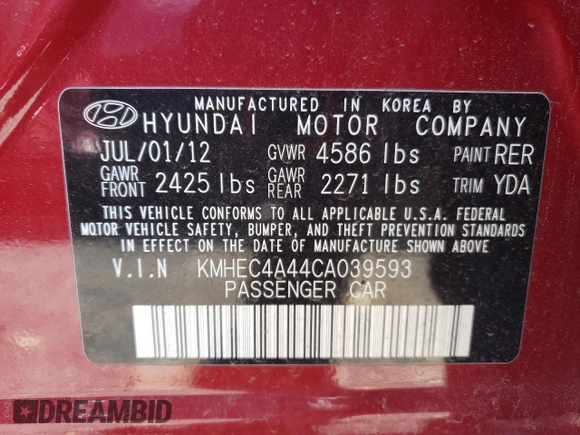 MANUFACTURED IN KOREA BY
HYUNDAI MOTOR COMPANY
JUL/01/12 GVWR 4586 lbs PAINT RER
GAWR FRONT 2425 lbs GAWR REAR 2271 lbs TRIM YDA
THIS VEHICLE CONFORMS TO ALL APPLICABLE U.S.A. FEDERAL
MOTOR VEHICLE SAFETY, BUMPER, AND THEFT PREVENTION STANDARDS
IN EFFECT ON THE DATE OF MANUFACTURE SHOWN ABOVE
V.I.N KMHEC4A44CA039593
PASSENGER CAR
DREAMBID